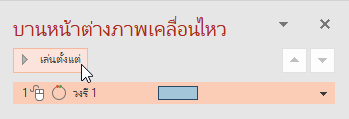 บานหน้าต่างภาพเคลื่อนไหว
เล่นตั้งแต่
1 วงรี 1